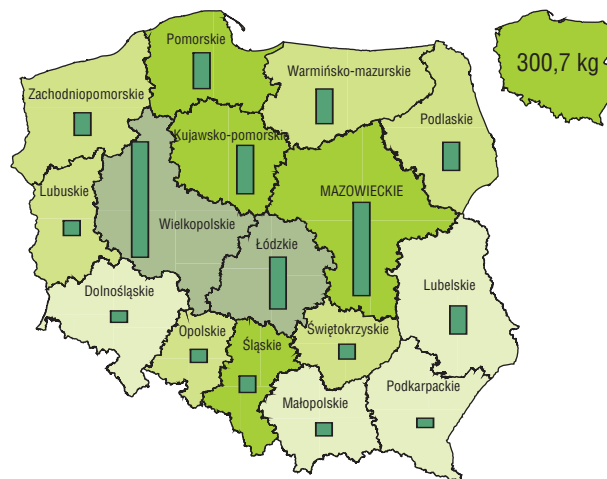 Pomorskie
Warmińsko-mazurskie
300,7 kg
Zachodniopomorskie
Podlaskie
Kujawsko-pomorskie
Lubuskie
MAZOWIECKIE
Wielkopolskie
Łódzkie
Dolnośląskie
Lubelskie
Opolskie
Śląskie
Świętokrzyskie
Podkarpackie
Małopolskie